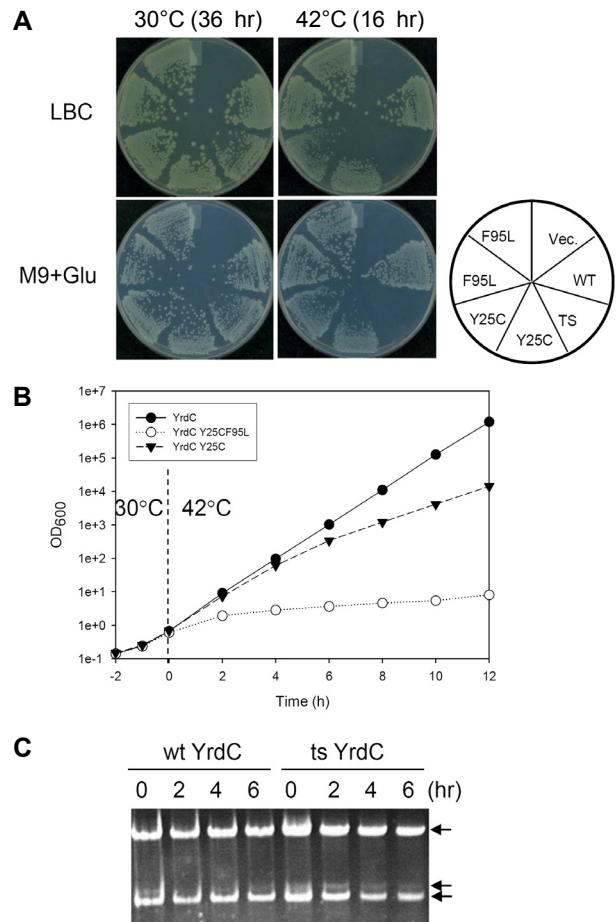 A
30°C (36 hr) 42°C (16 hr)
LBC
M9+Glu
F95L Vec.
F95L WT
Y25C TS
Y25C
B
YrdC
YrdC Y25CF95L
YrdC Y25C
30°C 42°C
OD600
1e+7
1e+6
1e+5
1e+4
1e+3
1e+2
1e+1
1e+0
1e-1
-2 0 2 4 6 8 10 12
Time (h)
C
wt YrdC ts YrdC
0 2 4 6 0 2 4 6 (hr)